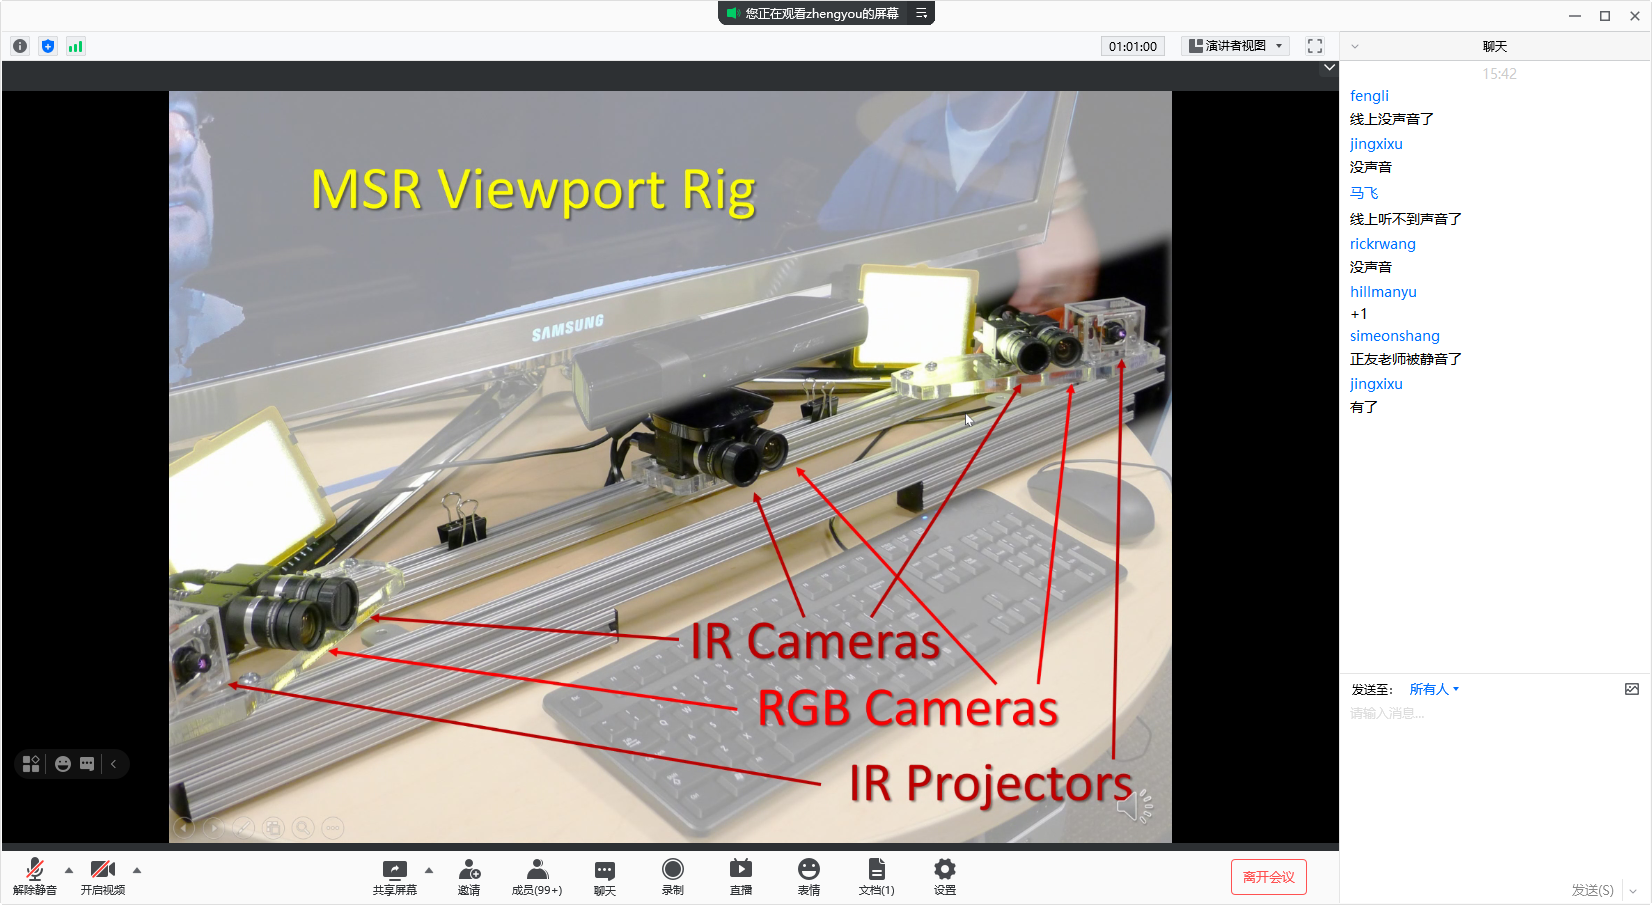 您正在观看zhengyou的屏幕
01:01:00
演讲者视图
聊天
15:42
fengli
线上没声音了
jingxixu
没声音
马飞
线上听不到声音了
rickrwang
没声音
hillmanyu
+1
simeonshang
正友老师被静音了
jingxixu
有了
MSR Viewport Rig
SAMSUNG
IR Cameras
RGB Cameras
IR Projectors
发送至：
所有人
请输入消息...
发送(S)
解除静音
开启视频
共享屏幕
邀请
成员(99+)
聊天
录制
直播
表情
文档(1)
设置
离开会议